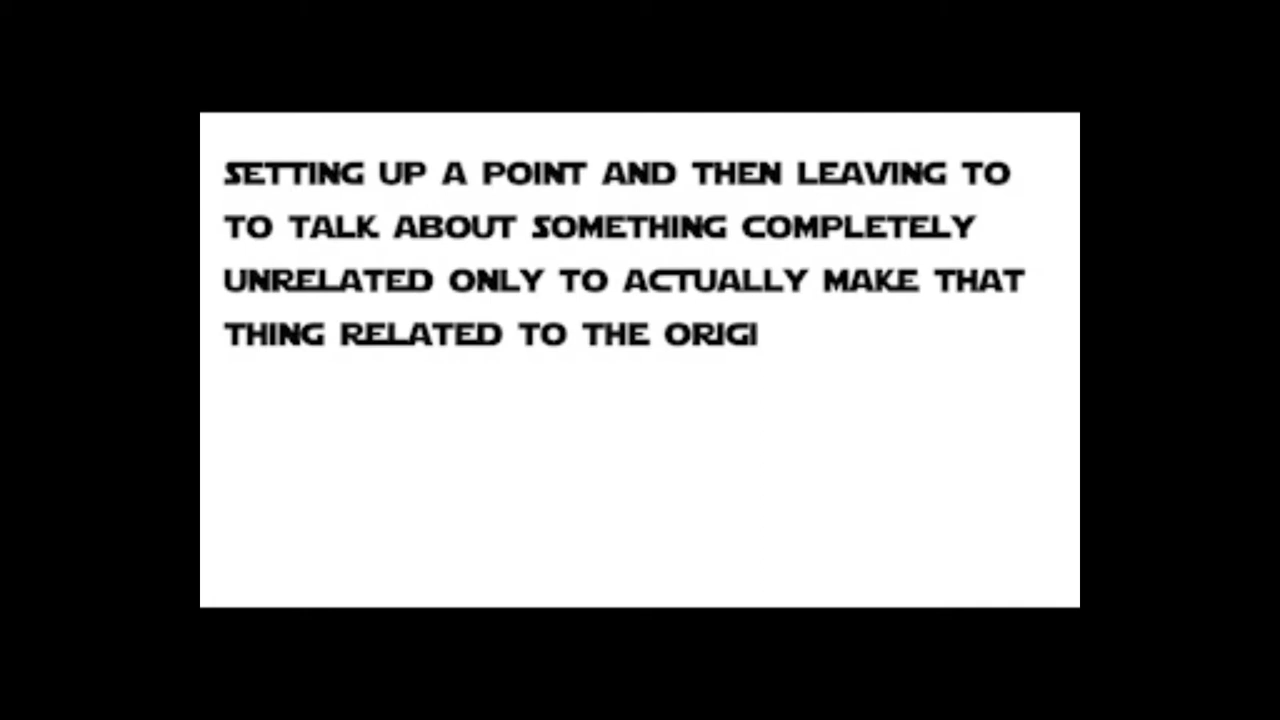 SETTING UP A POINT AND THEN LEAVING TO
TO TALK ABOUT SOMETHING COMPLETELY
UNRELATED ONLY TO ACTUALLY MAKE THAT
THING RELATED TO THE ORIGI